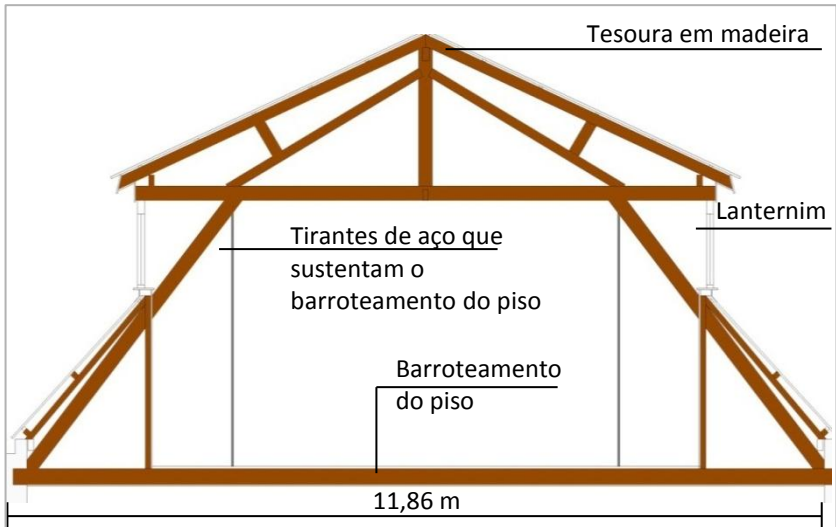 Tesoura em madeira
Lanternim
Tirantes de aço que
sustentam o
barroteamento do piso
Barroteamento
do piso
11,86 m